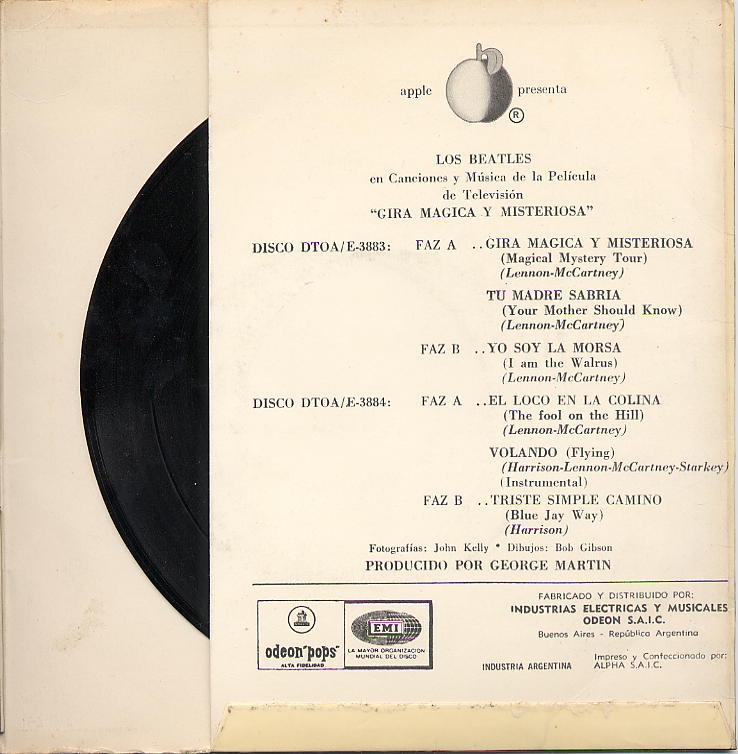 apple presenta
®
LOS BEATLES
en Canciones y Música de la Película
de Televisión
"GIRA MAGICA Y MISTERIOSA"
DISCO DTOA/E-3883: FAZ A ..GIRA MAGICA Y MISTERIOSA
(Magical Mystery Tour)
(Lennon-McCartney)
TU MADRE SABRIA
(Your Mother Should Know)
(Lennon-McCartney)
FAZ B ..YO SOY LA MORSA
(I am the Walrus)
(Lennon-McCartney)
DISCO DTOA/E-3884: FAZ A ..EL LOCO EN LA COLINA
(The fool on the Hill)
(Lennon-McCartney)
VOLANDO (Flying)
(Harrison-Lennon-McCartney-Starkey)
(Instrumental)
FAZ B ..TRISTE SIMPLE CAMINO
(Blue Jay Way)
(Harrison)
Fotografías: John Kelly * Dibujos: Bob Gibson
PRODUCIDO POR GEORGE MARTIN
odeon "pops"
ALTA FIDELIDAD
EMI
LA MAYOR ORGANIZACION
MUNDIAL DEL DISCO
FABRICADO Y DISTRIBUIDO POR:
INDUSTRIAS ELECTRICAS Y MUSICALES
ODEON S.A.I.C.
Buenos Aires - República Argentina
INDUSTRIA ARGENTINA
Impreso y Confeccionado por:
ALPHA S.A.I.C.